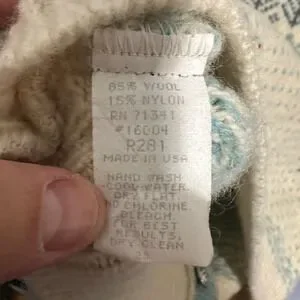 85% WOOL
15% NYLON
RN 71341
#16004
R281
MADE IN USA
HAND WASH
COOL WATER
DRY FLAT
NO CHLORINE
BLEACH
FOR BEST
RESULTS,
DRY CLEAN